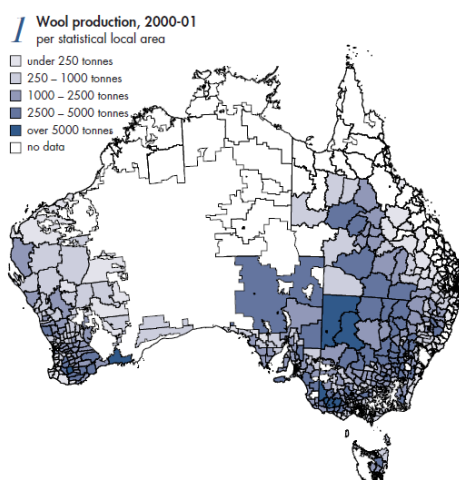 1 Wool production, 2000-01
per statistical local area
under 250 tonnes
250 – 1000 tonnes
1000 – 2500 tonnes
2500 – 5000 tonnes
over 5000 tonnes
no data